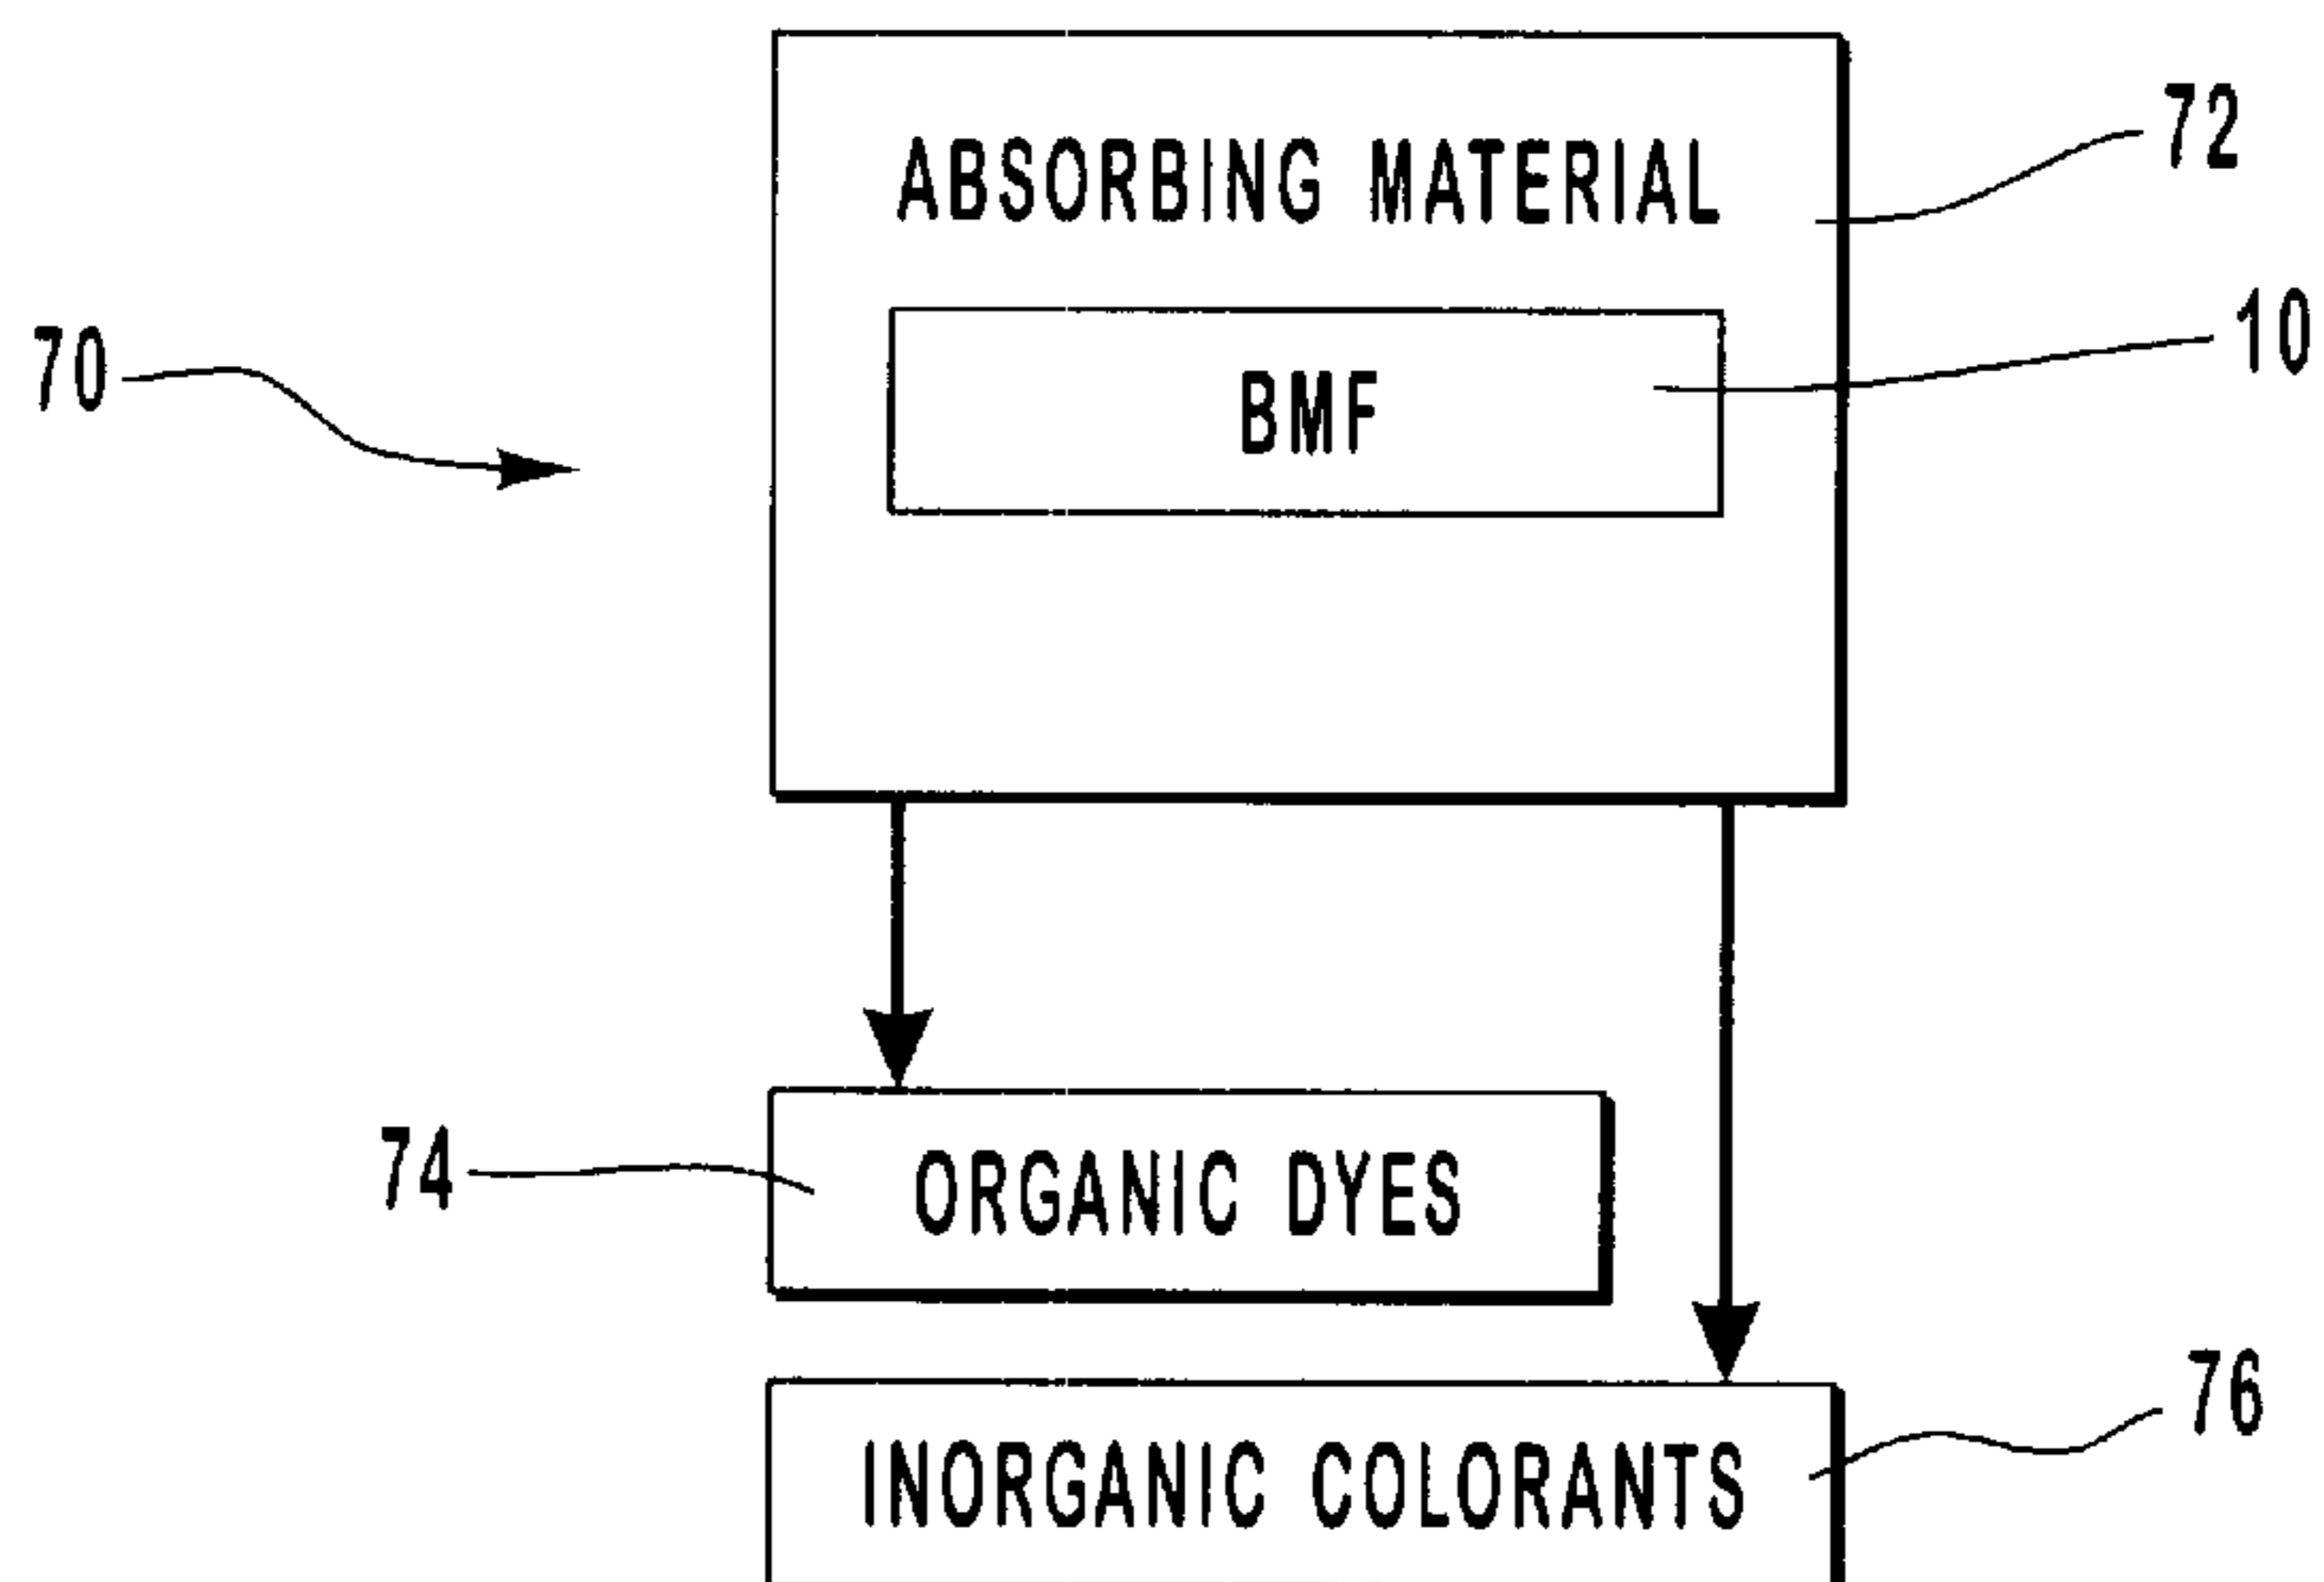 72
ABSORBING MATERIAL
10
70
BMF
74
ORGANIC DYES
76
INORGANIC COLORANTS